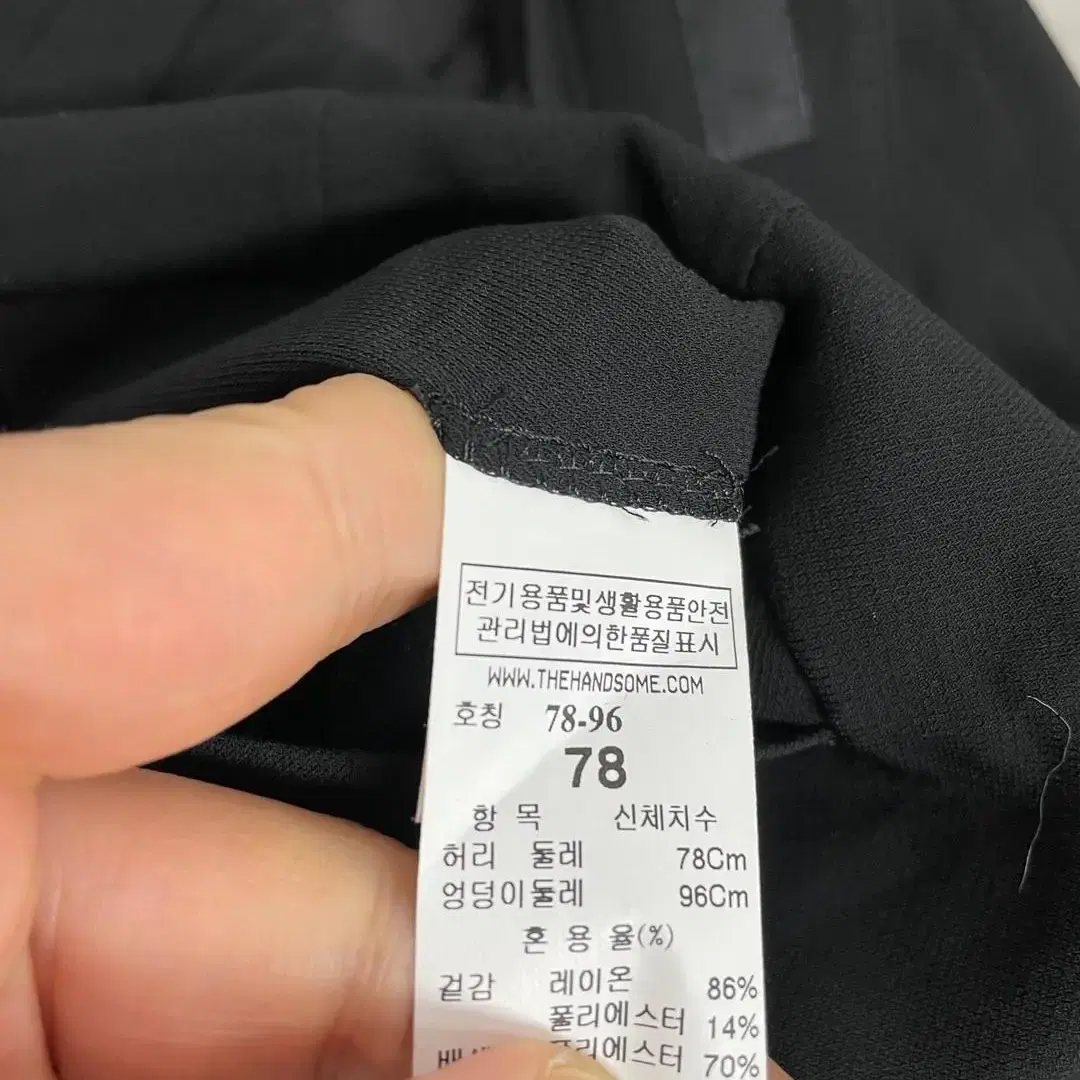 전기용품및생활용품안전
관리법에의한품질표시
WWW.THEHANDSOME.COM
호칭 78-96
78
항 목 신체치수
허리 둘레 78Cm
엉덩이둘레 96Cm
혼 용 율(%)
겉감 레이온 86%
폴리에스터 14%
폴리에스터 70%